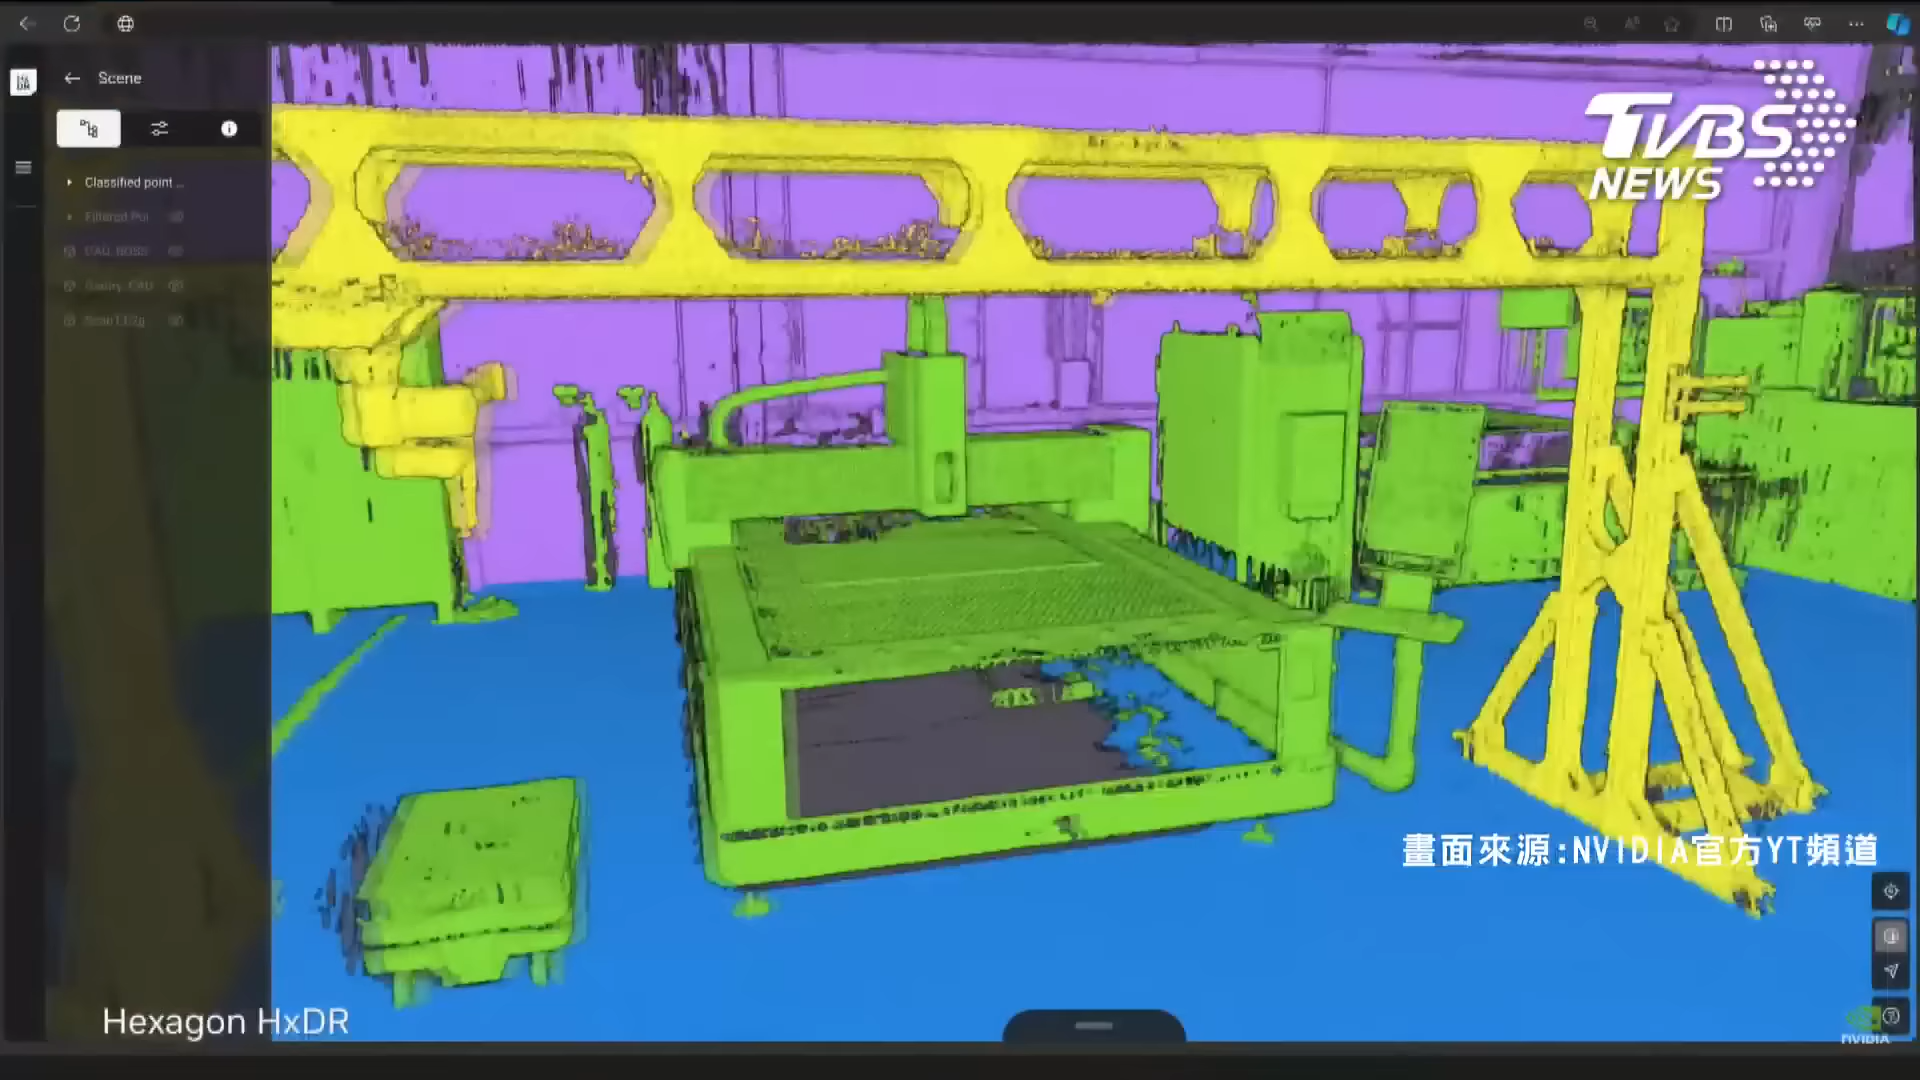 Scene
Classified point ...
TVBS
NEWS
畫面來源:NVIDIA官方YT頻道
Hexagon HxDR
NVIDIA